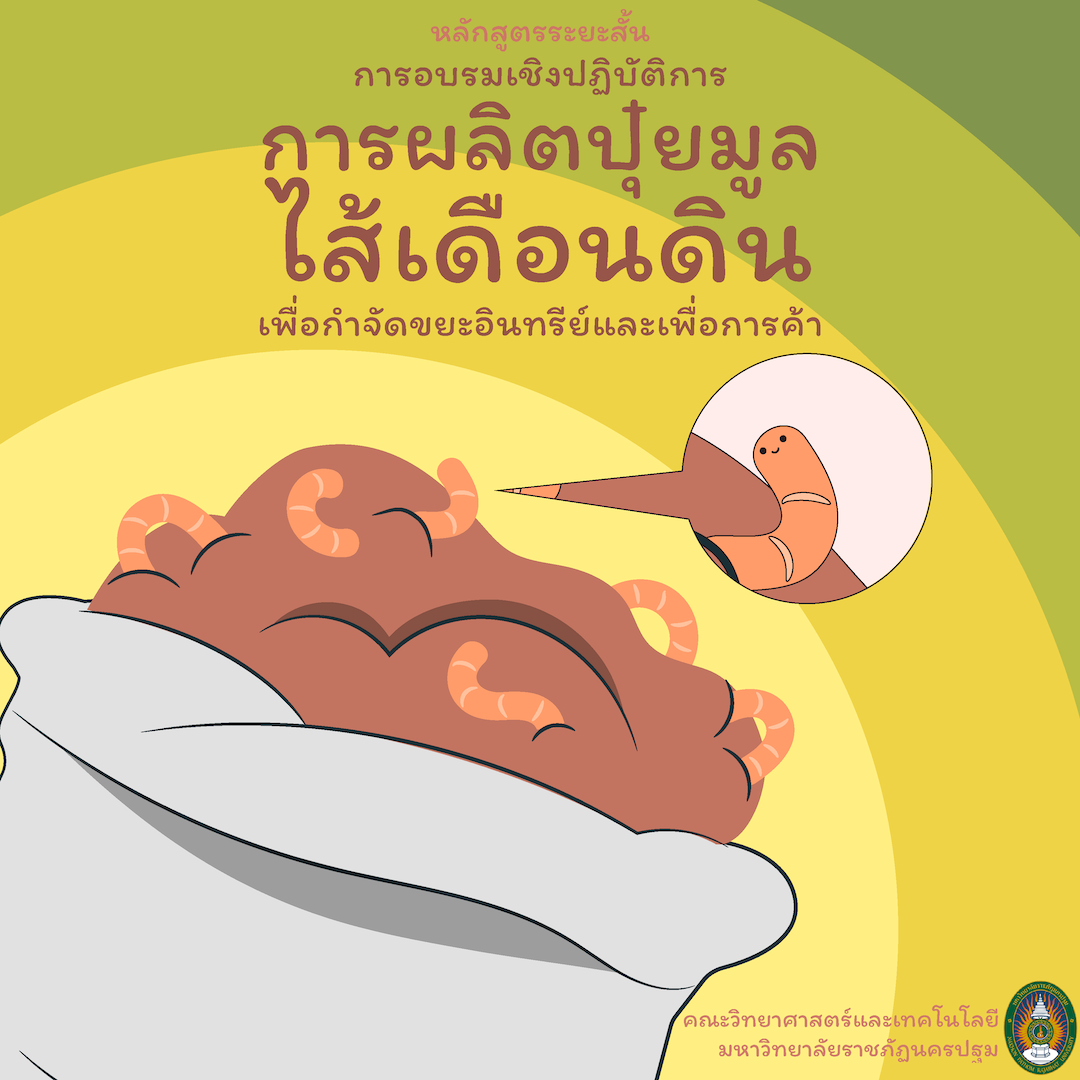 หลักสูตรระยะสั้น
การอบรมเชิงปฏิบัติการ
การผลิตปุ๋ยมูล
ไส้เดือนดิน
เพื่อกำจัดขยะอินทรีย์และเพื่อการค้า
คณะวิทยาศาสตร์และเทคโนโลยี
มหาวิทยาลัยราชภัฏนครปฐม